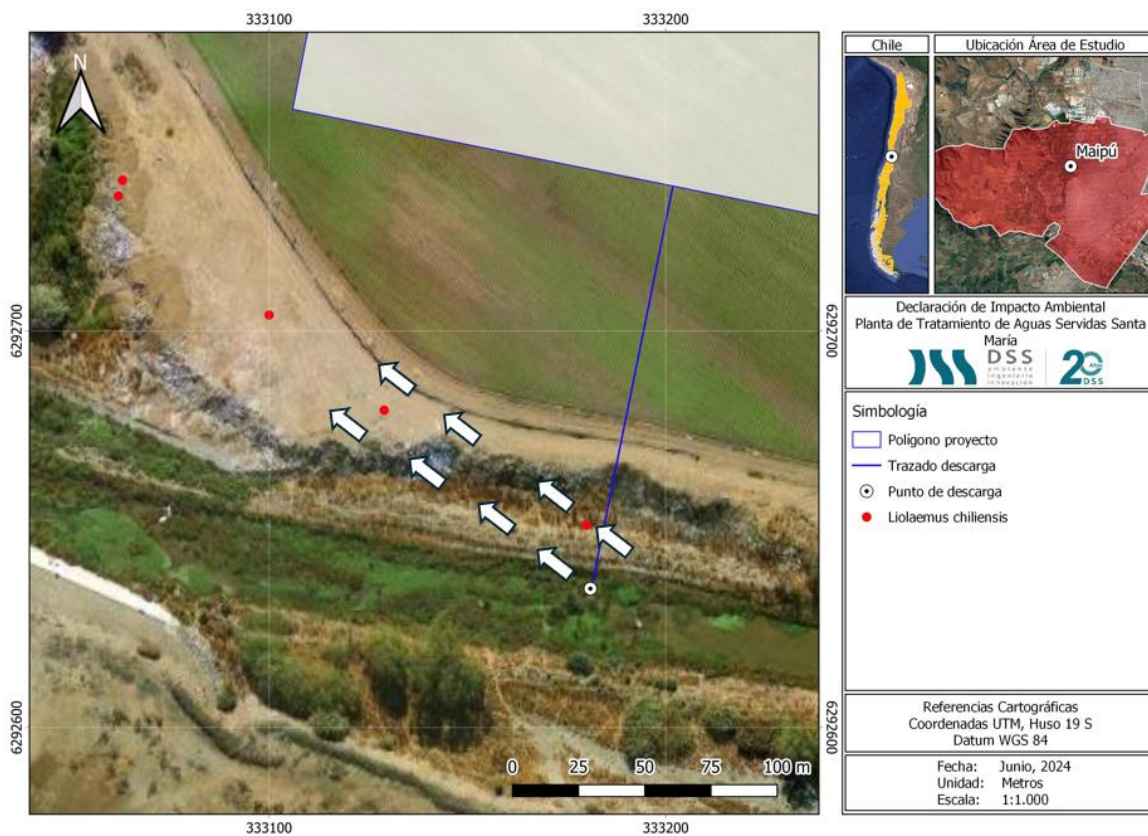 333100
333200
N
6292700
6292700
6292600
6292600
0 25 50 75 100 m
Chile
Ubicación Área de Estudio
Maipú
Declaración de Impacto Ambiental
Planta de Tratamiento de Aguas Servidas Santa
María
DSS
ambiente
ingeniería
innovación
20
Años
DSS
Simbología
Polígono proyecto
Trazado descarga
Punto de descarga
Liolaemus chiliensis
Referencias Cartográficas
Coordenadas UTM, Huso 19 S
Datum WGS 84
Fecha: Junio, 2024
Unidad: Metros
Escala: 1:1.000
333100
333200